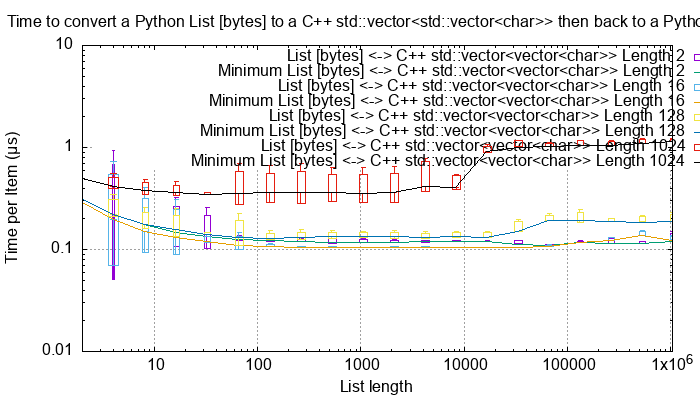 Time to convert a Python List [bytes] to a C++ std::vector<std::vector<char>> then back to a Pytho
10
List [bytes] <-> C++ std::vector<vector<char>> Length 2
Minimum List [bytes] <-> C++ std::vector<vector<char>> Length 2
List [bytes] <-> C++ std::vector<vector<char>> Length 16
Minimum List [bytes] <-> C++ std::vector<vector<char>> Length 16
List [bytes] <-> C++ std::vector<vector<char>> Length 128
Minimum List [bytes] <-> C++ std::vector<vector<char>> Length 128
List [bytes] <-> C++ std::vector<vector<char>> Length 1024
Minimum List [bytes] <-> C++ std::vector<vector<char>> Length 1024
1
0.1
0.01
Time per Item (µs)
10 100 1000 10000 100000 1x10⁶
List length